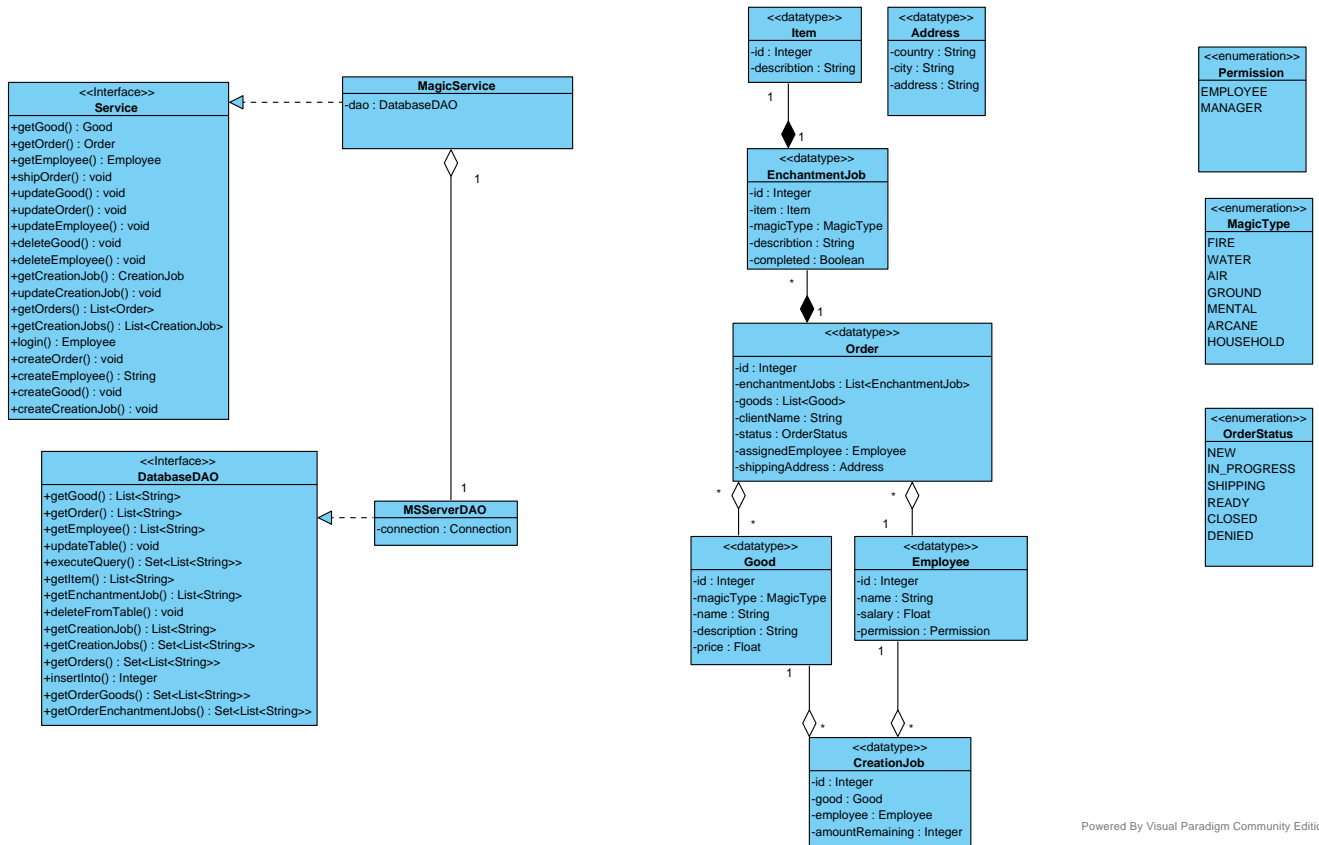 <<Interface>>
Service
+getGood() : Good
+getOrder() : Order
+getEmployee() : Employee
+shipOrder() : void
+updateGood() : void
+updateOrder() : void
+updateEmployee() : void
+deleteGood() : void
+deleteEmployee() : void
+getCreationJob() : CreationJob
+updateCreationJob() : void
+getOrders() : List<Order>
+getCreationJobs() : List<CreationJob>
+login() : Employee
+createOrder() : void
+createEmployee() : String
+createGood() : void
+createCreationJob() : void
MagicService
-dao : DatabaseDAO
1
1
<<Interface>>
DatabaseDAO
+getGood() : List<String>
+getOrder() : List<String>
+getEmployee() : List<String>
+updateTable() : void
+executeQuery() : Set<List<String>>
+getItem() : List<String>
+getEnchantmentJob() : List<String>
+deleteFromTable() : void
+getCreationJob() : List<String>
+getCreationJobs() : Set<List<String>>
+getOrders() : Set<List<String>>
+insertInto() : Integer
+getOrderGoods() : Set<List<String>>
+getOrderEnchantmentJobs() : Set<List<String>>
MSServerDAO
-connection : Connection
<<datatype>>
Item
-id : Integer
-describtion : String
1
1
<<datatype>>
Address
-country : String
-city : String
-address : String
<<datatype>>
EnchantmentJob
-id : Integer
-item : Item
-magicType : MagicType
-describtion : String
-completed : Boolean
*
1
<<datatype>>
Order
-id : Integer
-enchantmentJobs : List<EnchantmentJob>
-goods : List<Good>
-clientName : String
-status : OrderStatus
-assignedEmployee : Employee
-shippingAddress : Address
*
*
*
1
<<datatype>>
Good
-id : Integer
-magicType : MagicType
-name : String
-description : String
-price : Float
<<datatype>>
Employee
-id : Integer
-name : String
-salary : Float
-permission : Permission
1
*
1
*
<<datatype>>
CreationJob
-id : Integer
-good : Good
-employee : Employee
-amountRemaining : Integer
<<enumeration>>
Permission
EMPLOYEE
MANAGER
<<enumeration>>
MagicType
FIRE
WATER
AIR
GROUND
MENTAL
ARCANE
HOUSEHOLD
<<enumeration>>
OrderStatus
NEW
IN_PROGRESS
SHIPPING
READY
CLOSED
DENIED
Powered By Visual Paradigm Community Editio